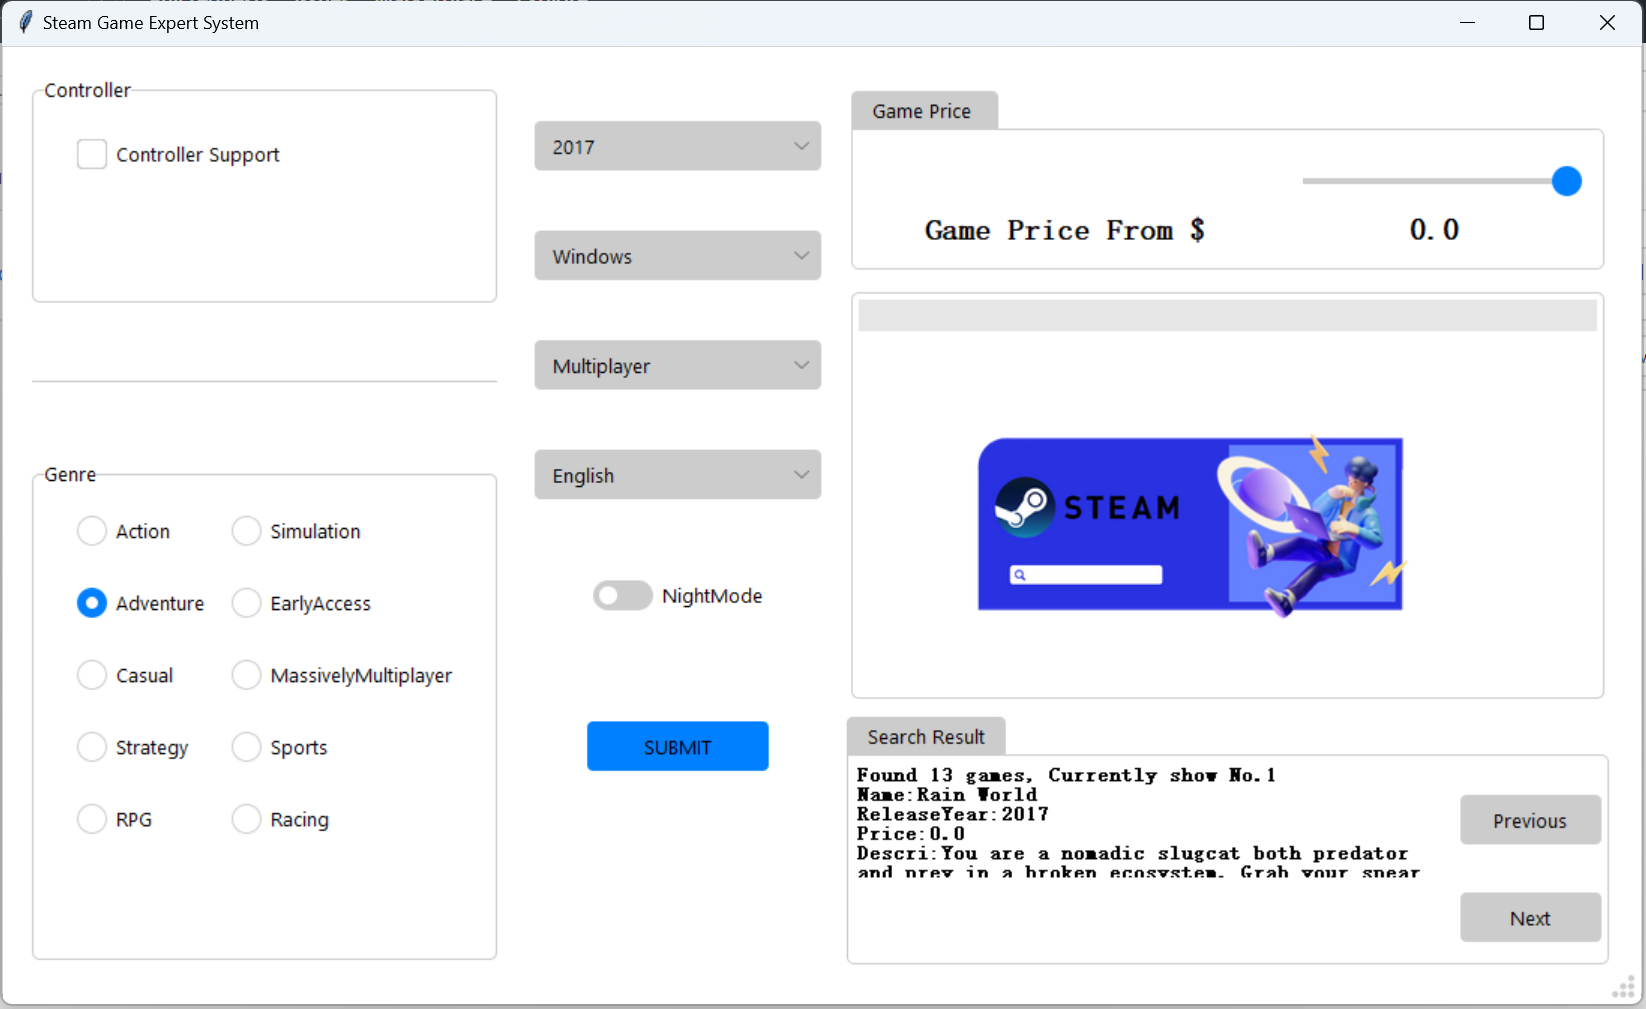 Steam Game Expert System
Controller
Controller Support
Genre
Action
Simulation
Adventure
EarlyAccess
Casual
MassivelyMultiplayer
Strategy
Sports
RPG
Racing
2017
Windows
Multiplayer
English
NightMode
SUBMIT
Game Price
Game Price From $ 0.0
STEAM
Search Result
Found 13 games, Currently show No.1
Name:Rain World
ReleaseYear:2017
Price:0.0
Descri:You are a nomadic slugcat both predator
and prey in a broken ecosystem. Grab your spear
Previous
Next